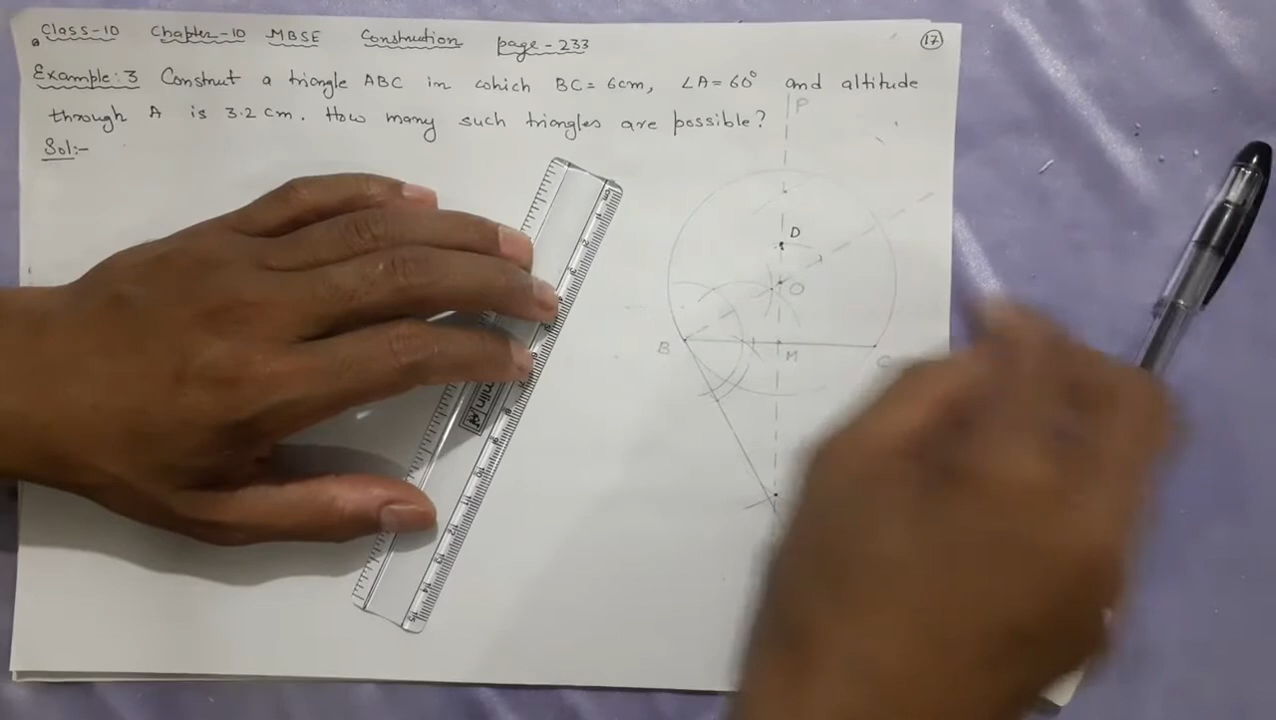 Class-10 Chapter-10 MBSE Construction page-233
17
Example:3 Construct a triangle ABC in which BC = 6cm, ∠A = 60° and altitude
through A is 3.2 cm. How many such triangles are possible?
Sol:-
P
D
O
B M C